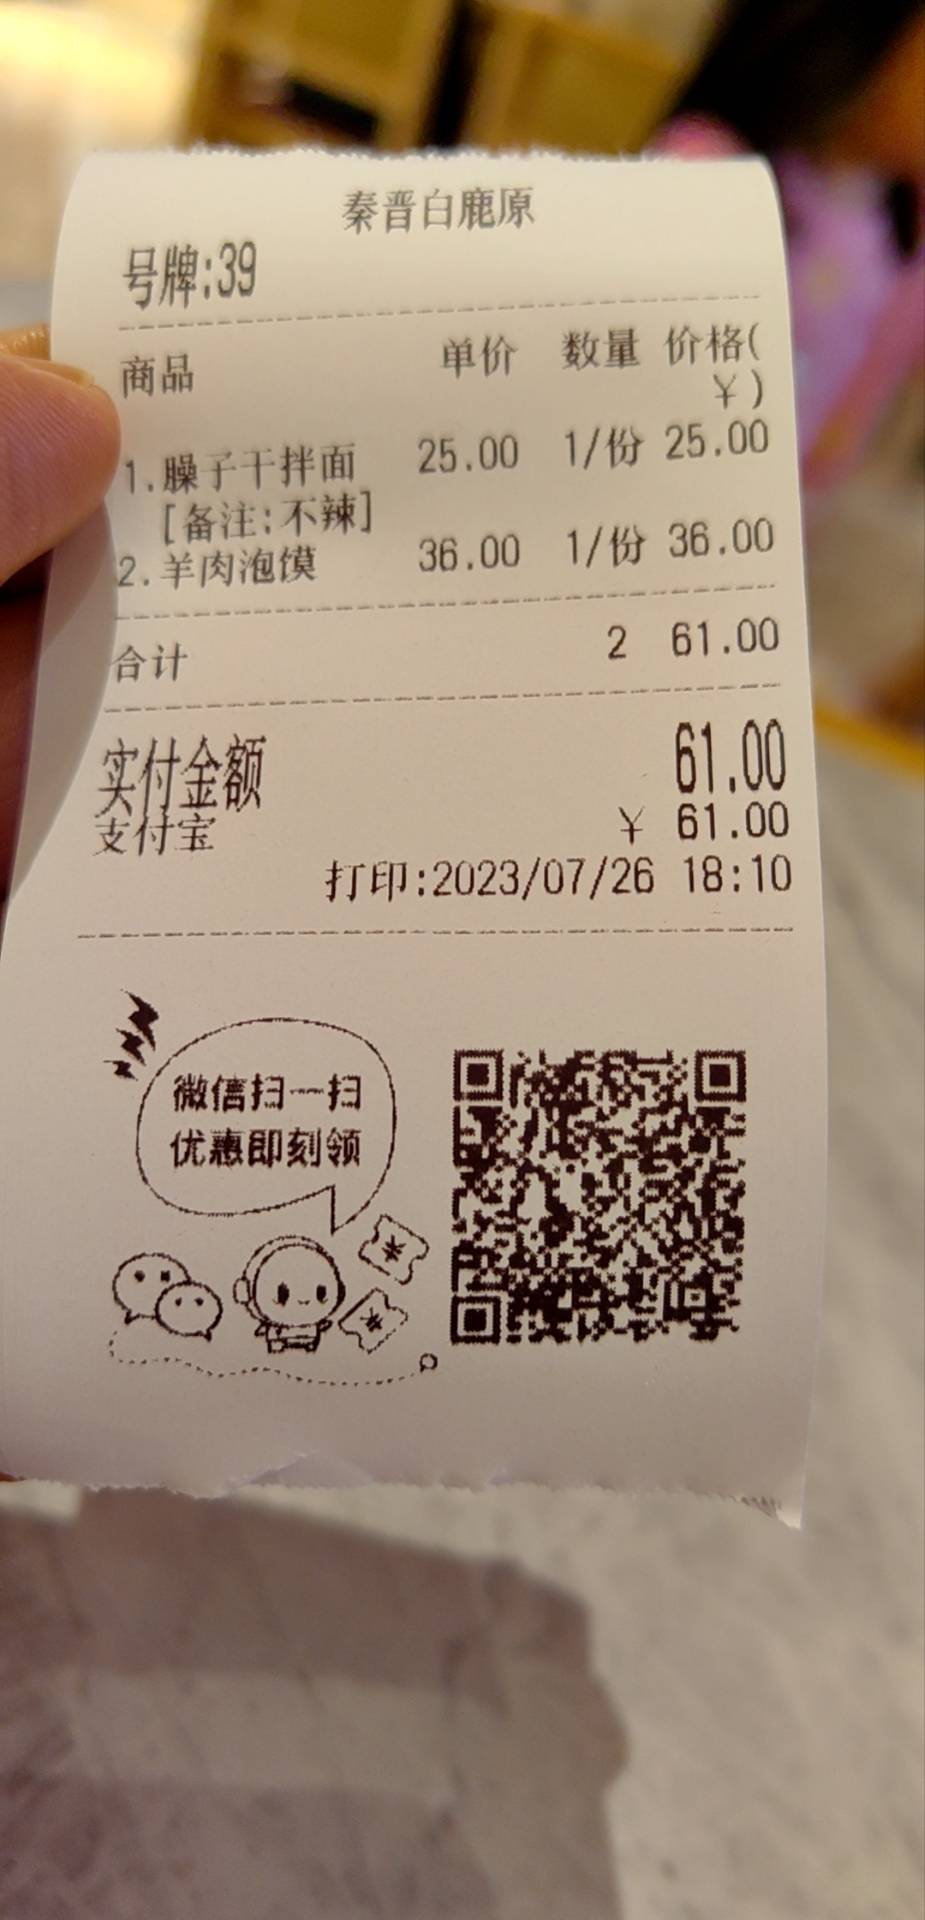 秦晋白鹿原
号牌:39
商品 单价 数量 价格(
¥)
1.臊子干拌面 25.00 1/份 25.00
[备注:不辣]
2.羊肉泡馍 36.00 1/份 36.00
合计 2 61.00
实付金额 61.00
支付宝 ¥ 61.00
打印:2023/07/26 18:10
微信扫一扫
优惠即刻领